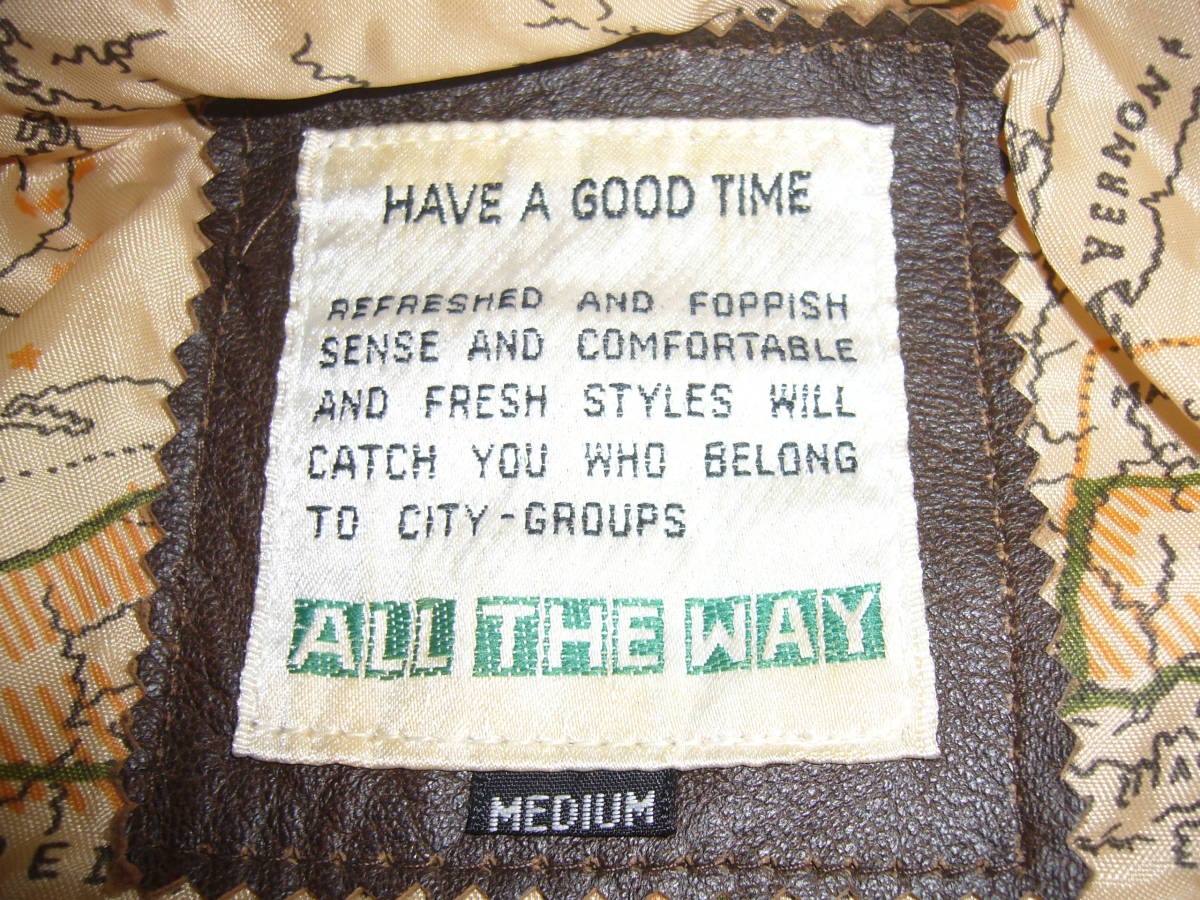 HAVE A GOOD TIME
REFRESHED AND FOPPISH
SENSE AND COMFORTABLE
AND FRESH STYLES WILL
CATCH YOU WHO BELONG
TO CITY-GROUPS
ALL THE WAY
MEDIUM
VERMONT